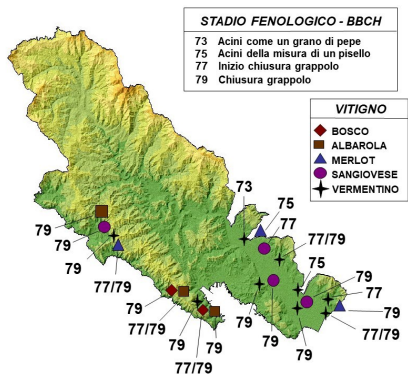 STADIO FENOLOGICO - BBCH
73 Acini come un grano di pepe
75 Acini della misura di un pisello
77 Inizio chiusura grappolo
79 Chiusura grappolo
VITIGNO
BOSCO
ALBAROLA
MERLOT
SANGIOVESE
VERMENTINO
73
75
77
77/79
75
79
77
77/79
79
79
79
79
79
79
77/79
79
77/79
79
77/79
79